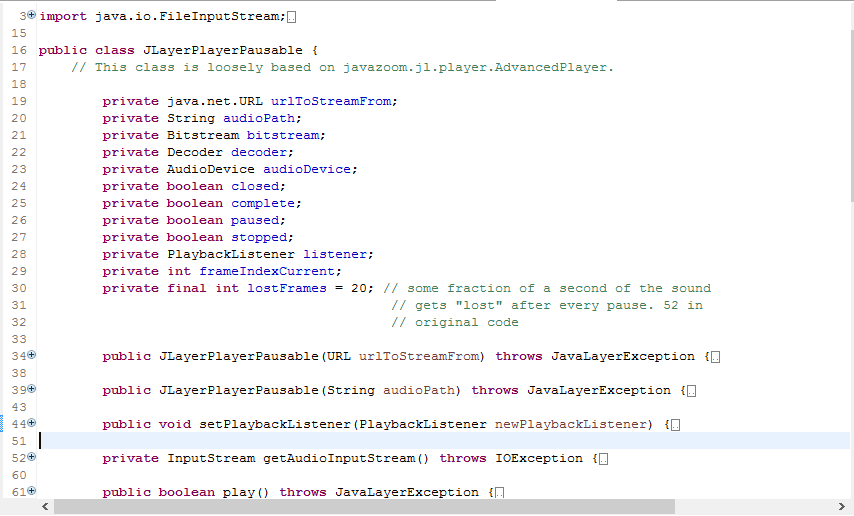 3 import java.io.FileInputStream;
15
16 public class JLayerPlayerPausable {
17 // This class is loosely based on javazoom.jl.player.AdvancedPlayer.
18
19 private java.net.URL urlToStreamFrom;
20 private String audioPath;
21 private Bitstream bitstream;
22 private Decoder decoder;
23 private AudioDevice audioDevice;
24 private boolean closed;
25 private boolean complete;
26 private boolean paused;
27 private boolean stopped;
28 private PlaybackListener listener;
29 private int frameIndexCurrent;
30 private final int lostFrames = 20; // some fraction of a second of the sound
31 // gets "lost" after every pause. 52 in
32 // original code
33
34 public JLayerPlayerPausable(URL urlToStreamFrom) throws JavaLayerException {
38
39 public JLayerPlayerPausable(String audioPath) throws JavaLayerException {
43
44 public void setPlaybackListener(PlaybackListener newPlaybackListener) {
51
52 private InputStream getAudioInputStream() throws IOException {
60
61 public boolean play() throws JavaLayerException {